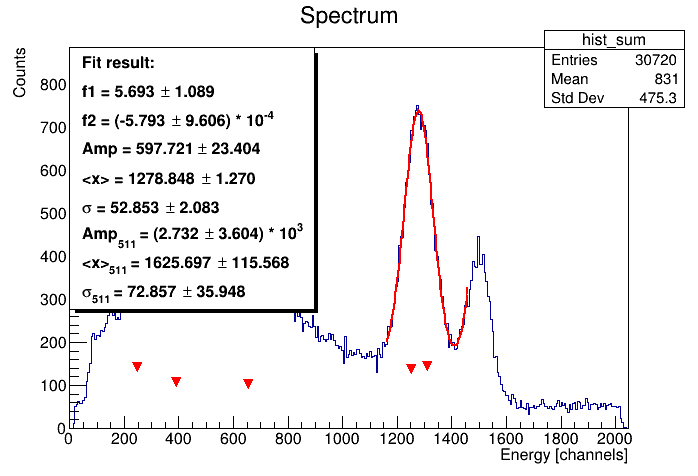 Spectrum
hist_sum
Entries 30720
Mean 831
Std Dev 475.3
Counts
Fit result:
f1 = 5.693 ± 1.089
f2 = (-5.793 ± 9.606) * 10^-4
Amp = 597.721 ± 23.404
<x> = 1278.848 ± 1.270
σ = 52.853 ± 2.083
Amp_511 = (2.732 ± 3.604) * 10^3
<x>_511 = 1625.697 ± 115.568
σ_511 = 72.857 ± 35.948
800
700
600
500
400
300
200
100
0
0 200 400 600 800 1000 1200 1400 1600 1800 2000
Energy [channels]